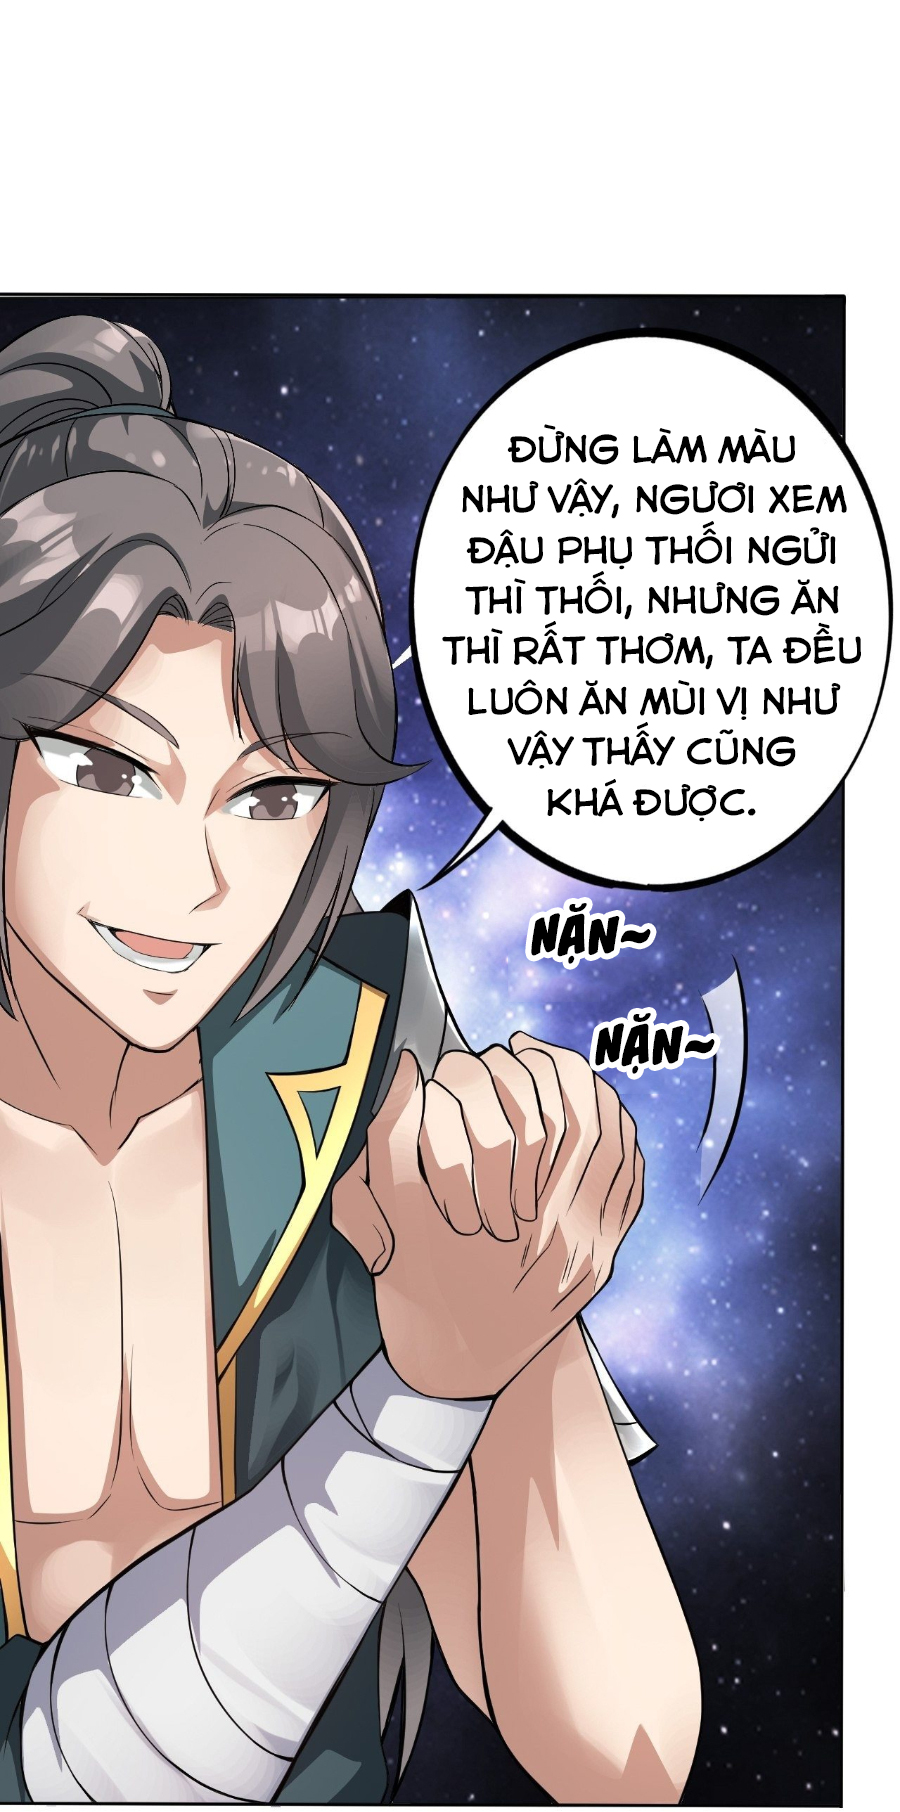 ĐỪNG LÀM MÀU
NHƯ VẬY, NGƯƠI XEM
ĐẬU PHỤ THỐI NGỬI
THÌ THỐI, NHƯNG ĂN
THÌ RẤT THƠM, TA ĐỀU
LUÔN ĂN MÙI VỊ NHƯ
VẬY THẤY CŨNG
KHÁ ĐƯỢC.
NẶN~
NẶN~